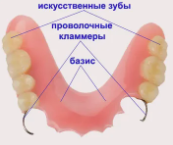 искусственные зубы
проволочные
кламмеры
базис